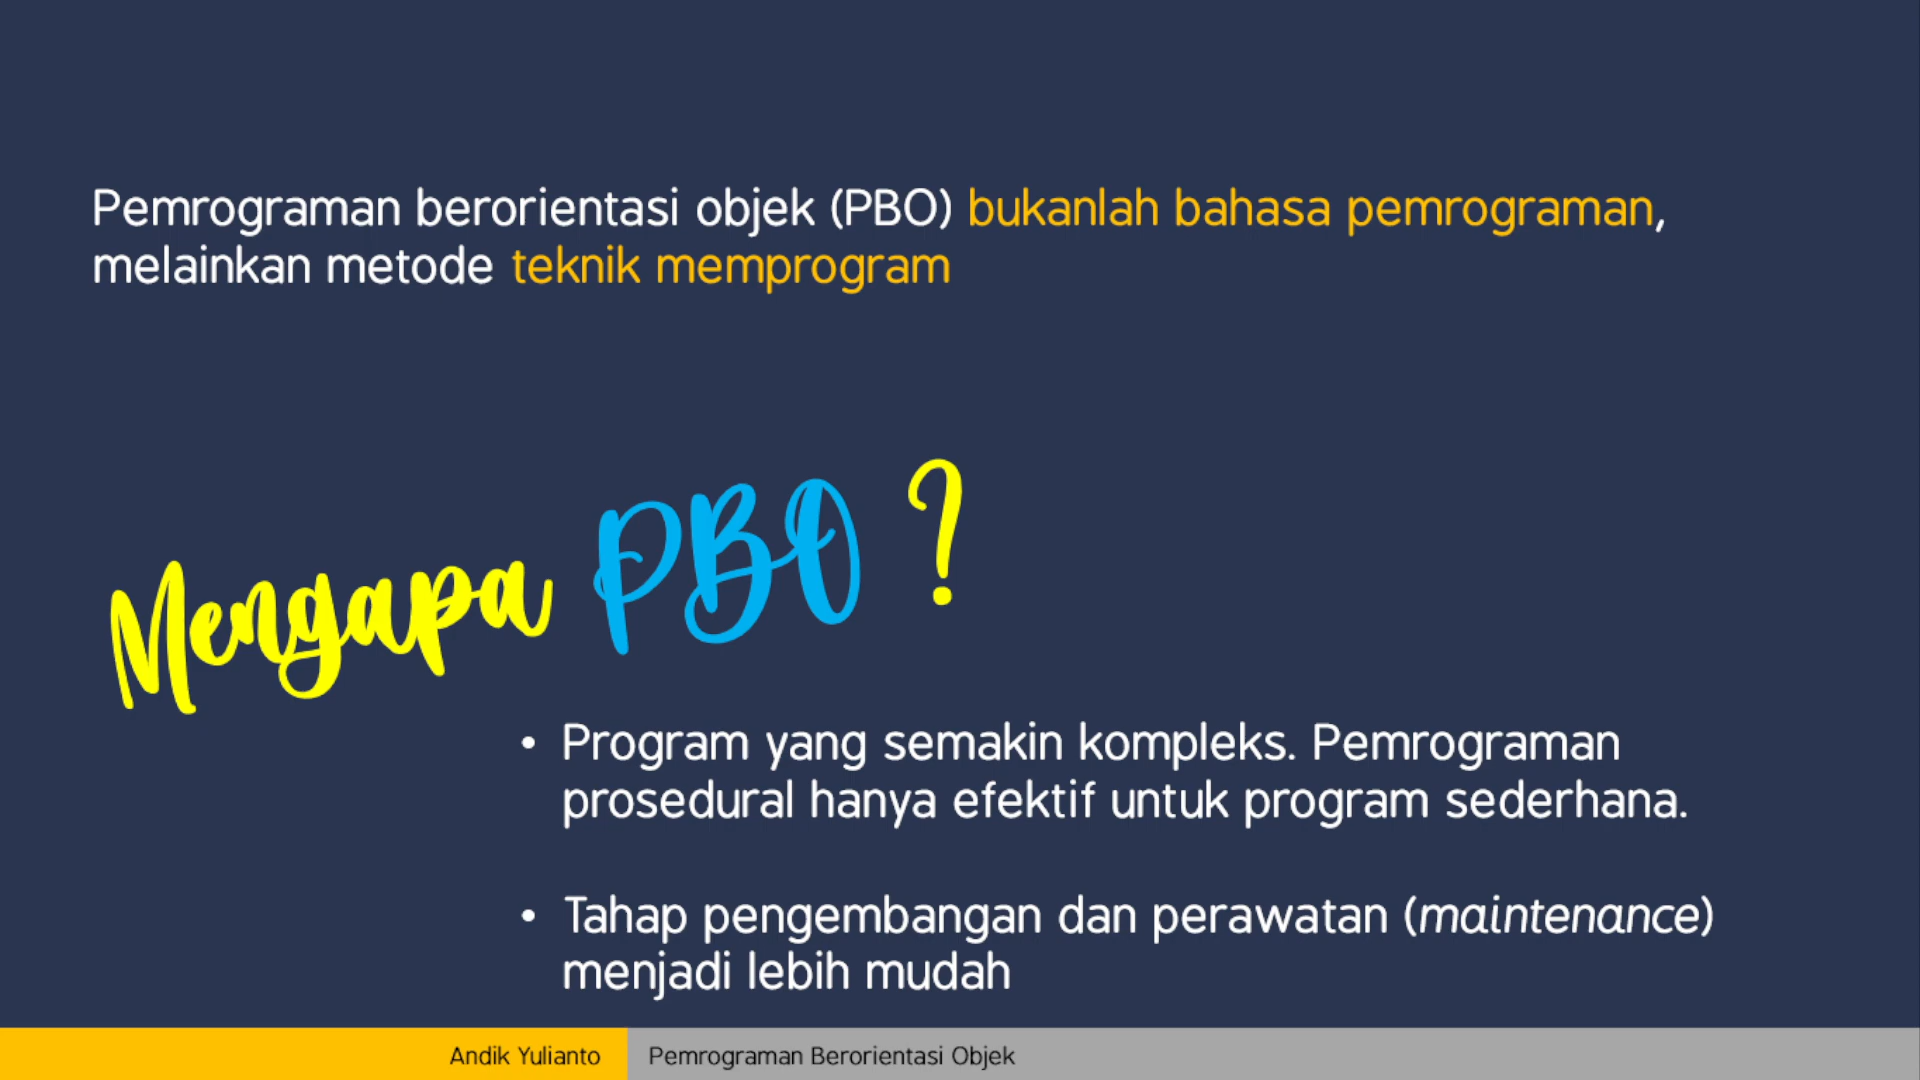 Pemrograman berorientasi objek (PBO) bukanlah bahasa pemrograman,
melainkan metode teknik memprogram
Mengapa PBO ?
• Program yang semakin kompleks. Pemrograman
prosedural hanya efektif untuk program sederhana.
• Tahap pengembangan dan perawatan (maintenance)
menjadi lebih mudah
Andik Yulianto
Pemrograman Berorientasi Objek